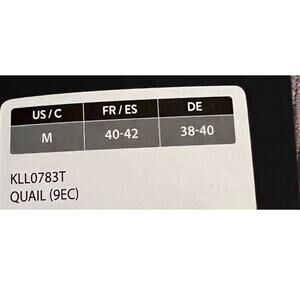 US / C FR / ES DE
M 40-42 38-40
KLL0783T
QUAIL (9EC)